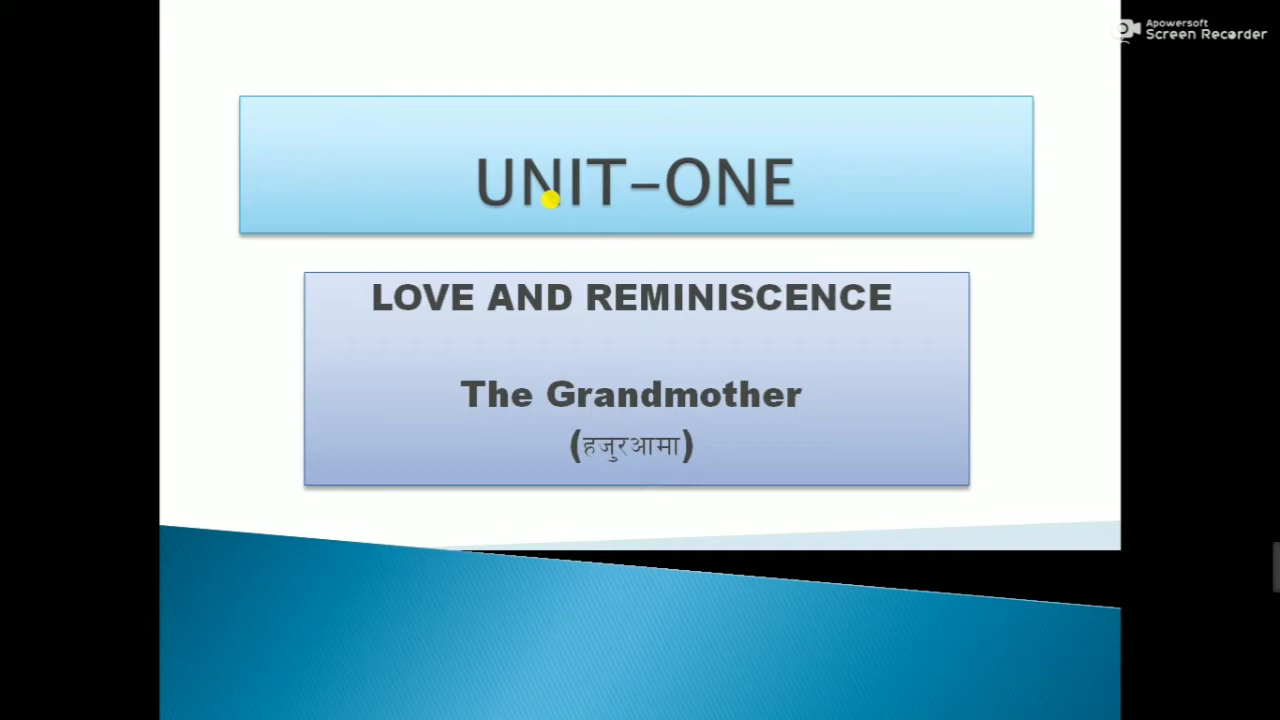 Apowersoft
Screen Recorder
UNIT-ONE
LOVE AND REMINISCENCE
The Grandmother
(हजुरआमा)